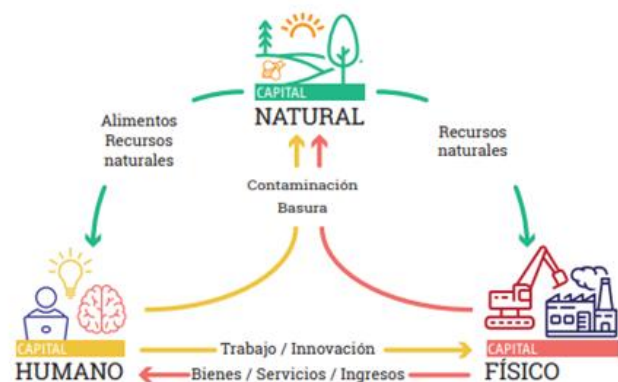 CAPITAL
NATURAL
Alimentos
Recursos
naturales
Recursos
naturales
Contaminación
Basura
CAPITAL
HUMANO
Trabajo / Innovación
Bienes / Servicios / Ingresos
CAPITAL
FÍSICO